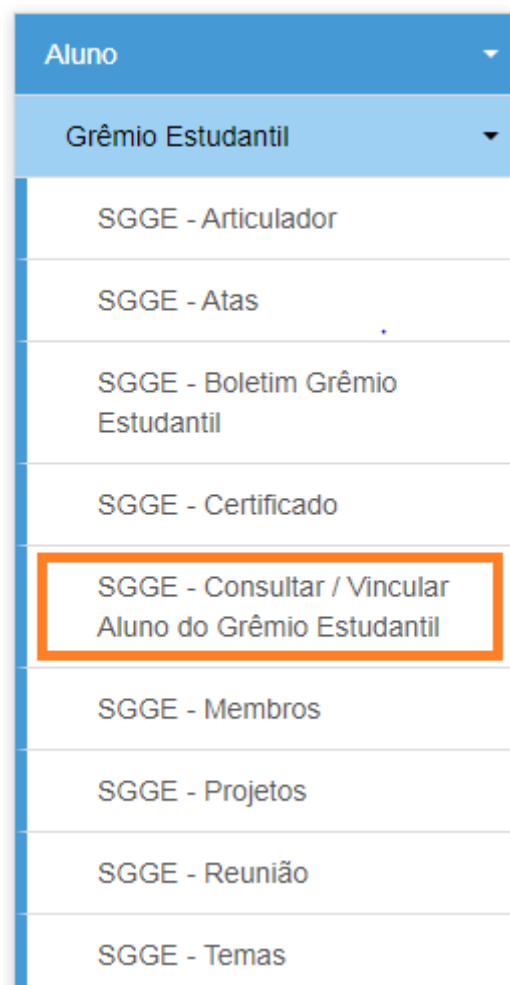 Aluno
Grêmio Estudantil
SGGE - Articulador
SGGE - Atas
SGGE - Boletim Grêmio
Estudantil
SGGE - Certificado
SGGE - Consultar / Vincular
Aluno do Grêmio Estudantil
SGGE - Membros
SGGE - Projetos
SGGE - Reunião
SGGE - Temas